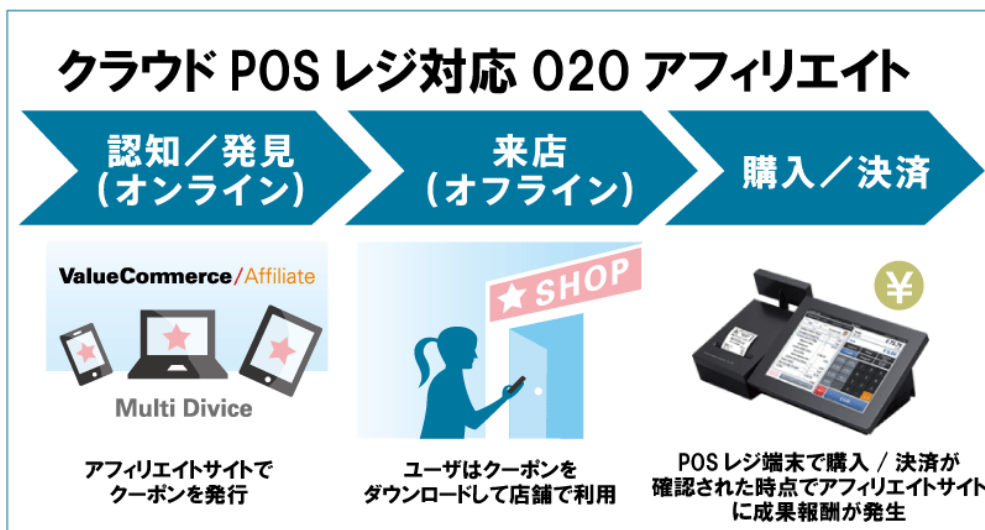 クラウド POS レジ対応 O2O アフィリエイト
認知／発見
(オンライン)
来店
(オフライン)
購入／決済
ValueCommerce/Affiliate
Multi Divice
アフィリエイトサイトで
クーポンを発行
SHOP
ユーザはクーポンを
ダウンロードして店舗で利用
¥
POS レジ端末で購入 / 決済が
確認された時点でアフィリエイトサイト
に成果報酬が発生